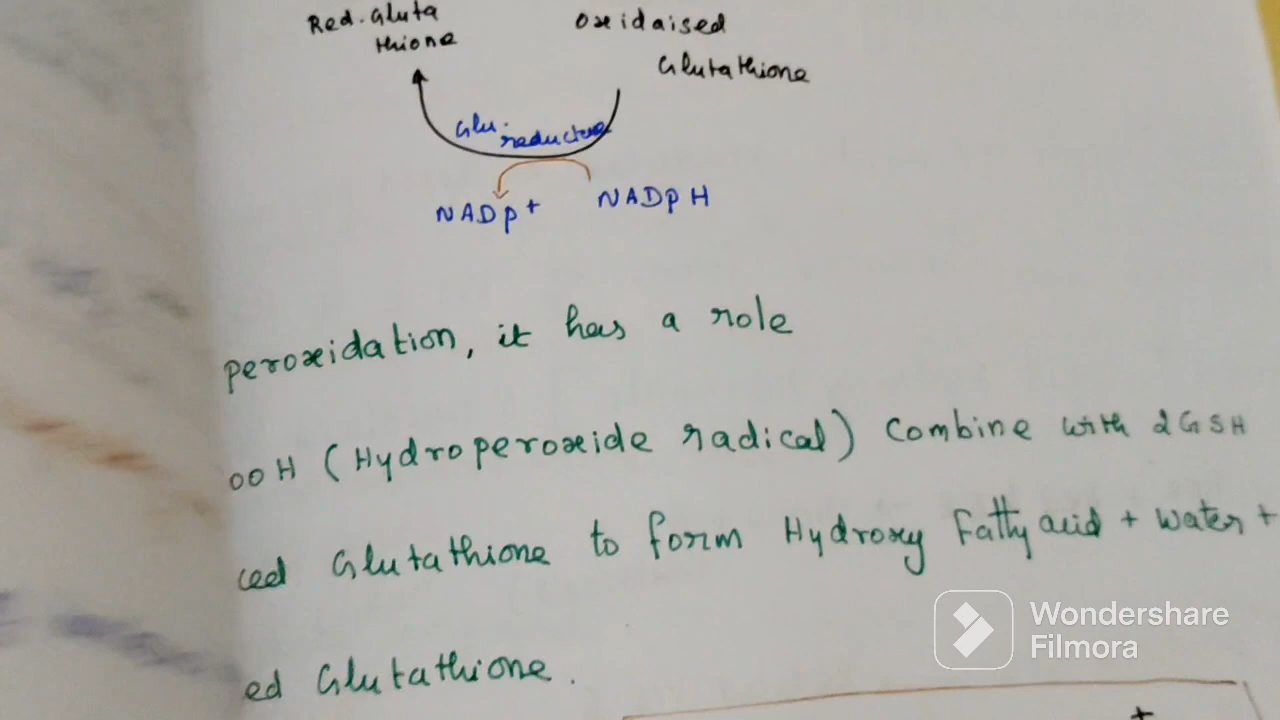 Red. Gluta
thione
Oxidaised
Glutathione
Glu.
reductase
NADP+
NADPH
peroxidation, it has a role
OOH (Hydroperoxide radical) combine with 2GSH
ced Glutathione to form Hydroxy Fatty acid + water +
ed Glutathione.
+
Wondershare
Filmora